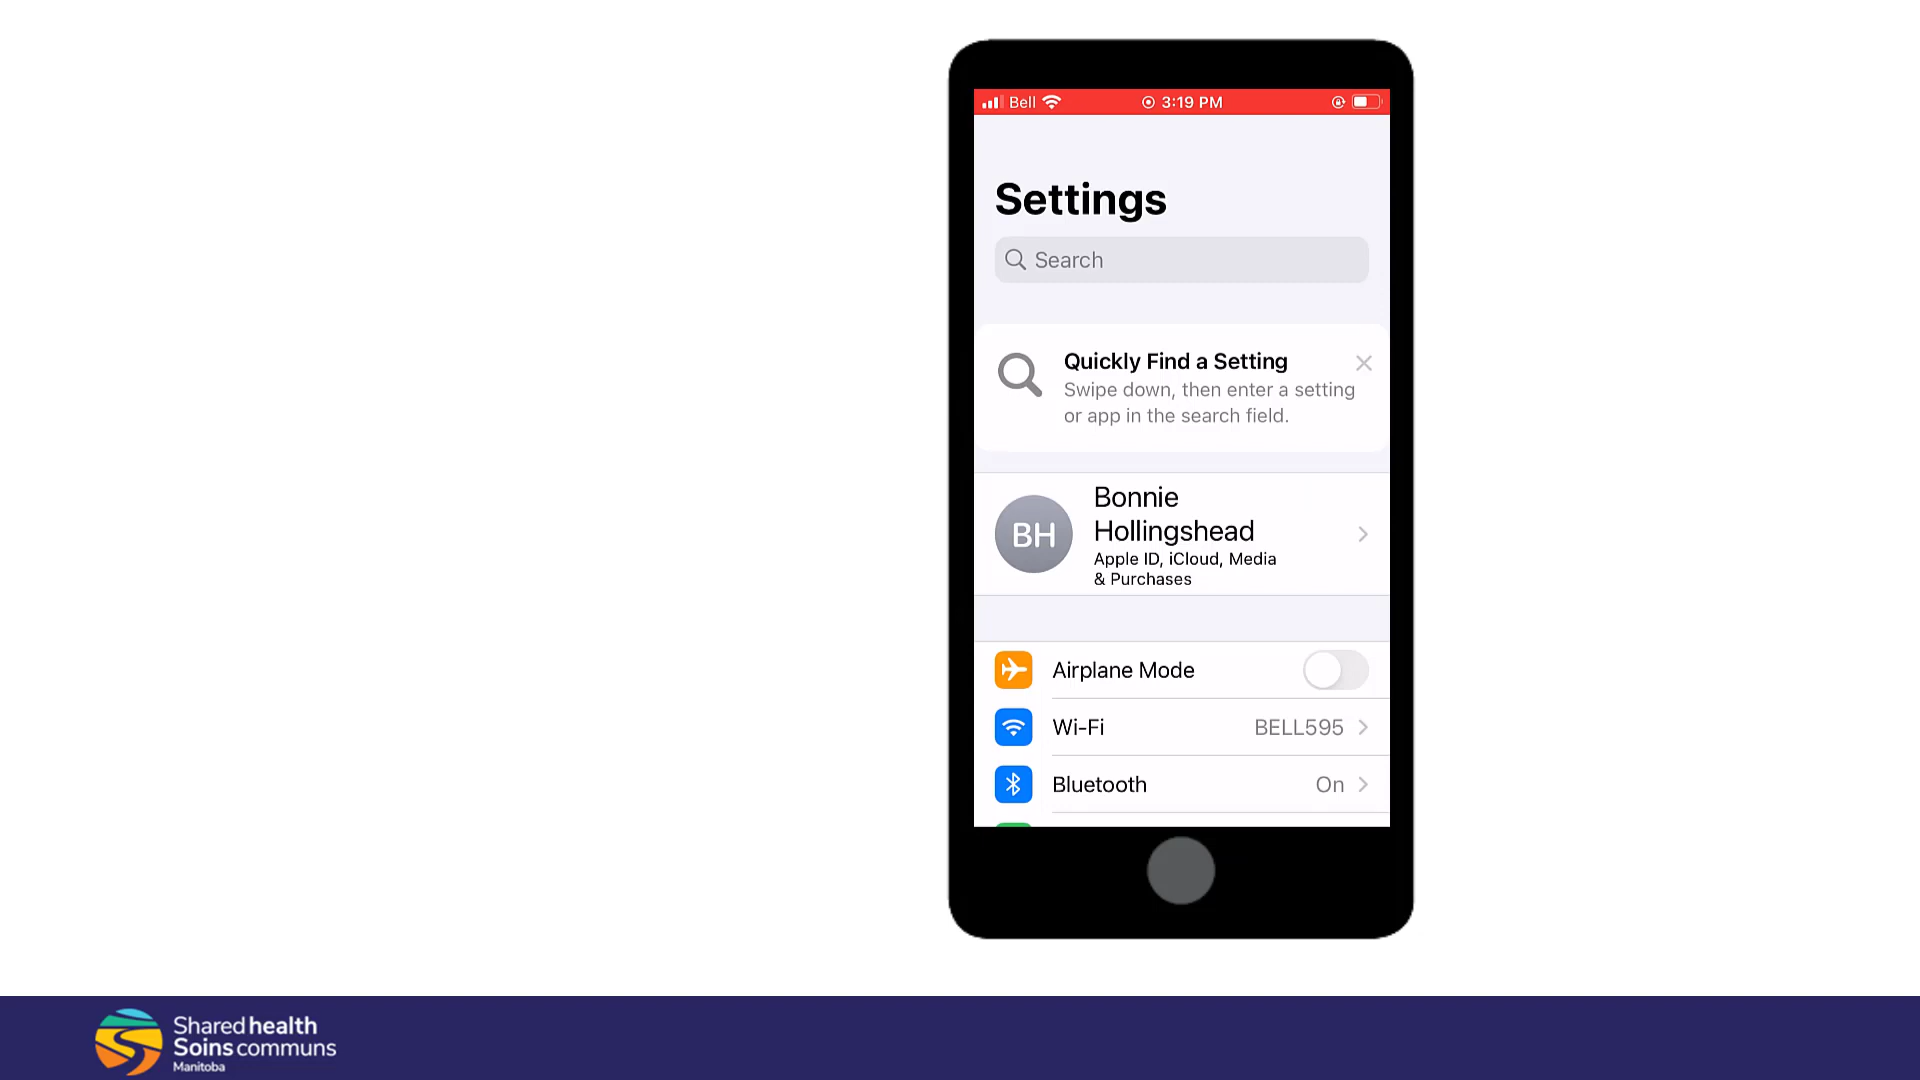 Bell
3:19 PM
Settings
Search
Quickly Find a Setting
Swipe down, then enter a setting
or app in the search field.
BH
Bonnie
Hollingshead
Apple ID, iCloud, Media
& Purchases
Airplane Mode
Wi-Fi BELL595
Bluetooth On
Shared health
Soins communs
Manitoba